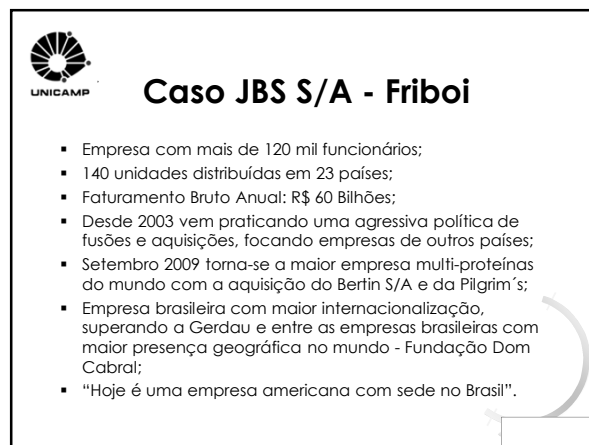 UNICAMP
Caso JBS S/A - Friboi
▪ Empresa com mais de 120 mil funcionários;
▪ 140 unidades distribuídas em 23 países;
▪ Faturamento Bruto Anual: R$ 60 Bilhões;
▪ Desde 2003 vem praticando uma agressiva política de
fusões e aquisições, focando empresas de outros países;
▪ Setembro 2009 torna-se a maior empresa multi-proteínas
do mundo com a aquisição do Bertin S/A e da Pilgrim´s;
▪ Empresa brasileira com maior internacionalização,
superando a Gerdau e entre as empresas brasileiras com
maior presença geográfica no mundo - Fundação Dom
Cabral;
▪ “Hoje é uma empresa americana com sede no Brasil”.